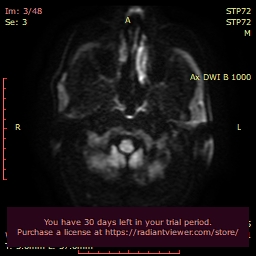 Im: 3/48
Se: 3
A
STP72
STP72
M
Ax DWI B 1000
R
L
You have 30 days left in your trial period.
Purchase a license at https://radiantviewer.com/store/